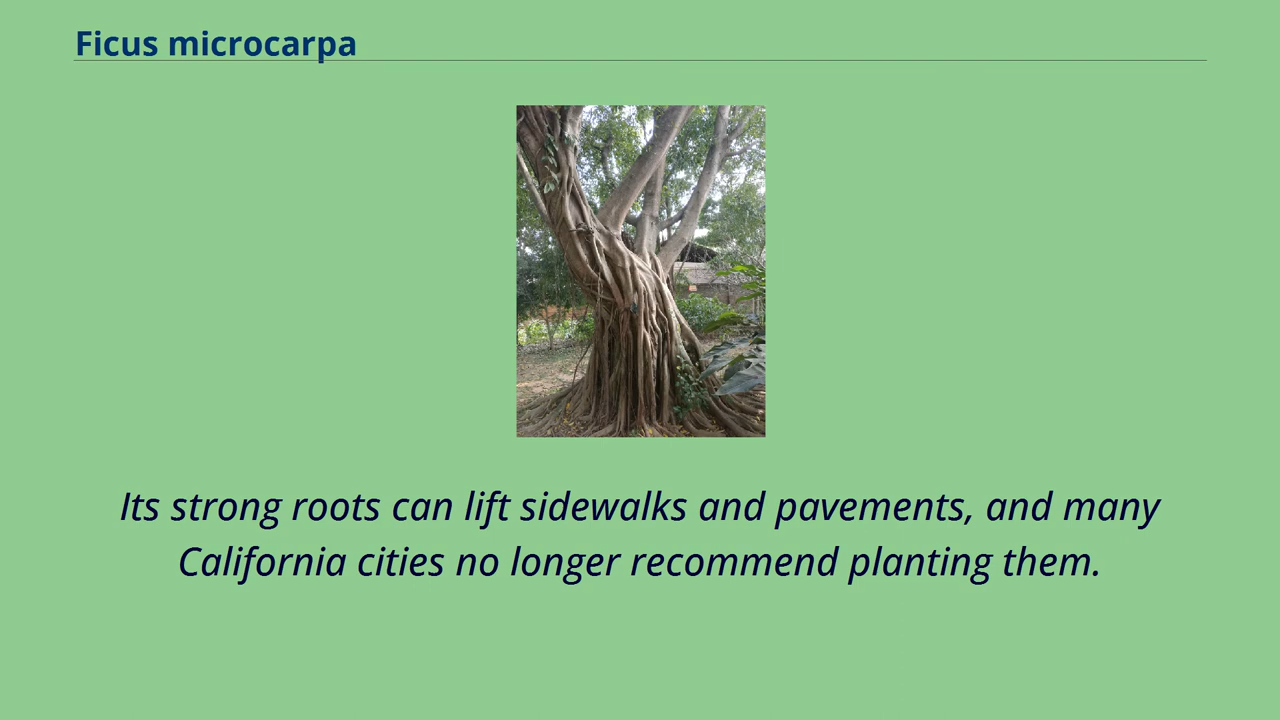 Ficus microcarpa
Its strong roots can lift sidewalks and pavements, and many
California cities no longer recommend planting them.